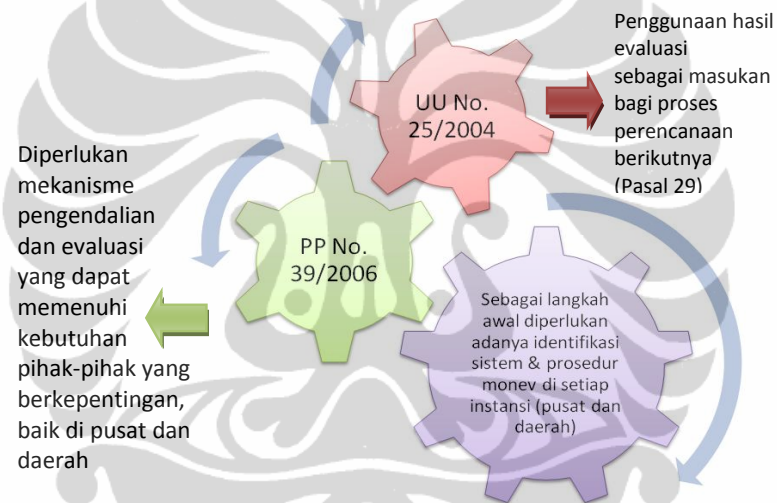 Penggunaan hasil
evaluasi
sebagai masukan
bagi proses
perencanaan
berikutnya
(Pasal 29)
UU No.
25/2004
Diperlukan
mekanisme
pengendalian
dan evaluasi
yang dapat
memenuhi
kebutuhan
pihak-pihak yang
berkepentingan,
baik di pusat dan
daerah
PP No.
39/2006
Sebagai langkah
awal diperlukan
adanya identifikasi
sistem & prosedur
monev di setiap
instansi (pusat dan
daerah)